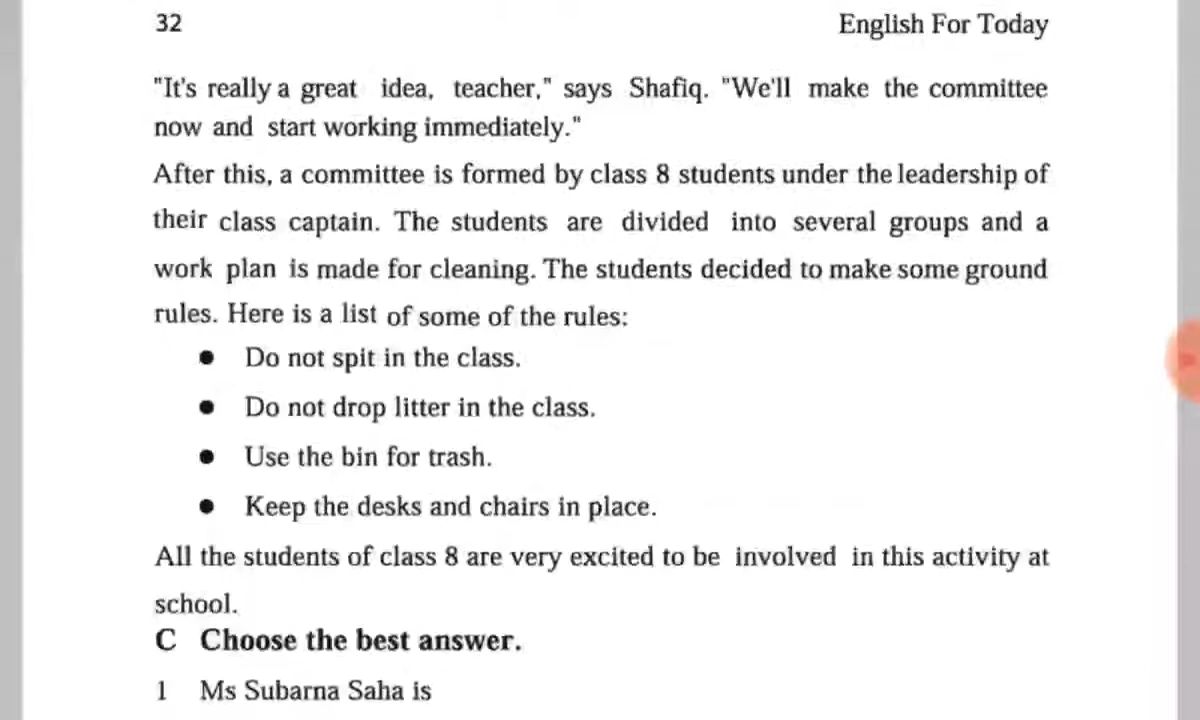 32 English For Today
"It's really a great idea, teacher," says Shafiq. "We'll make the committee
now and start working immediately."
After this, a committee is formed by class 8 students under the leadership of
their class captain. The students are divided into several groups and a
work plan is made for cleaning. The students decided to make some ground
rules. Here is a list of some of the rules:
● Do not spit in the class.
● Do not drop litter in the class.
● Use the bin for trash.
● Keep the desks and chairs in place.
All the students of class 8 are very excited to be involved in this activity at
school.
C Choose the best answer.
1 Ms Subarna Saha is